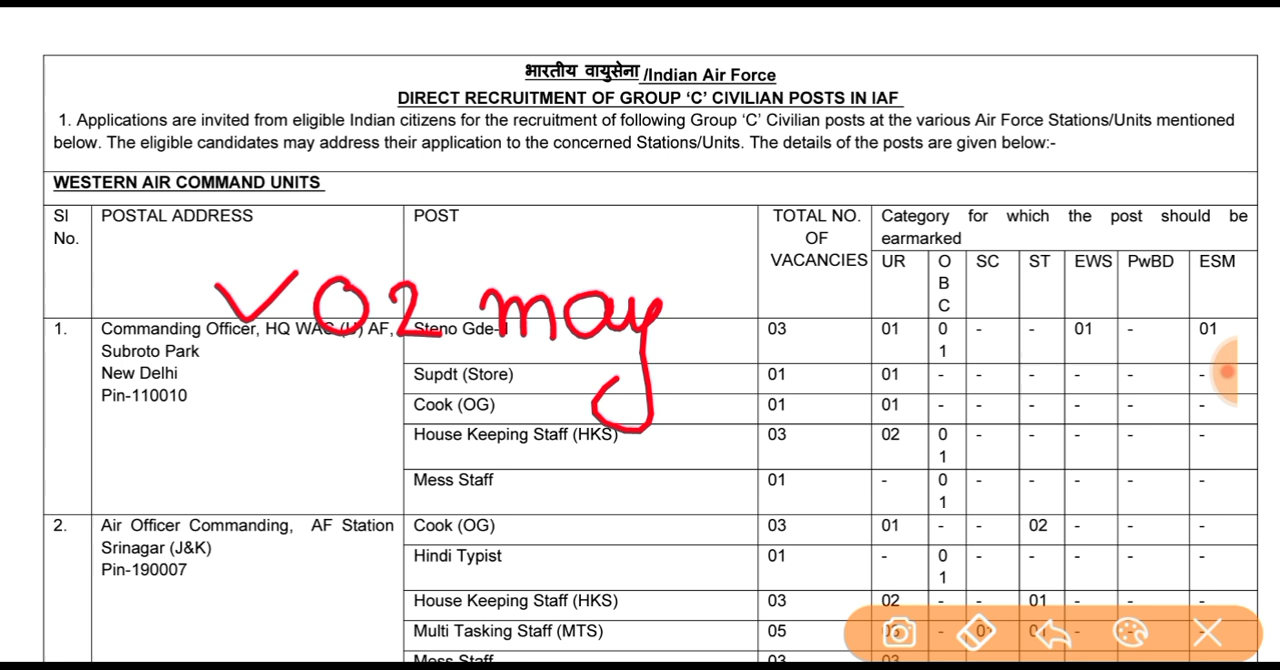 भारतीय वायुसेना /Indian Air Force
DIRECT RECRUITMENT OF GROUP ‘C’ CIVILIAN POSTS IN IAF
1. Applications are invited from eligible Indian citizens for the recruitment of following Group ‘C’ Civilian posts at the various Air Force Stations/Units mentioned
below. The eligible candidates may address their application to the concerned Stations/Units. The details of the posts are given below:-
WESTERN AIR COMMAND UNITS
Sl No. POSTAL ADDRESS POST TOTAL NO. OF VACANCIES Category for which the post should be earmarked
UR OBC SC ST EWS PwBD ESM
02 may
1. Commanding Officer, HQ WAC (U) AF, Steno Gde-II 03 01 01 - - 01 - 01
Subroto Park
New Delhi Supdt (Store) 01 01 - - - - - -
Pin-110010 Cook (OG) 01 01 - - - - - -
House Keeping Staff (HKS) 03 02 01 - - - - -
Mess Staff 01 - 01 - - - - -
2. Air Officer Commanding, AF Station Cook (OG) 03 01 - - 02 - - -
Srinagar (J&K) Hindi Typist 01 - 01 - - - - -
Pin-190007
House Keeping Staff (HKS) 03 02 - - 01 - - -
Multi Tasking Staff (MTS) 05
Mess Staff 03 03